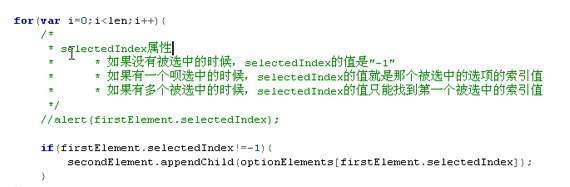 for(var i=0;i<len;i++){
/*
* selectedIndex属性
* * 如果没有被选中的时候，selectedIndex的值是"-1"
* * 如果有一个呗选中的时候，selectedIndex的值就是那个被选中的选项的索引值
* * 如果有多个被选中的时候，selectedIndex的值只能找到第一个被选中的索引值
*/
//alert(firstElement.selectedIndex);
if(firstElement.selectedIndex!=-1){
secondElement.appendChild(optionElements[firstElement.selectedIndex]);
}